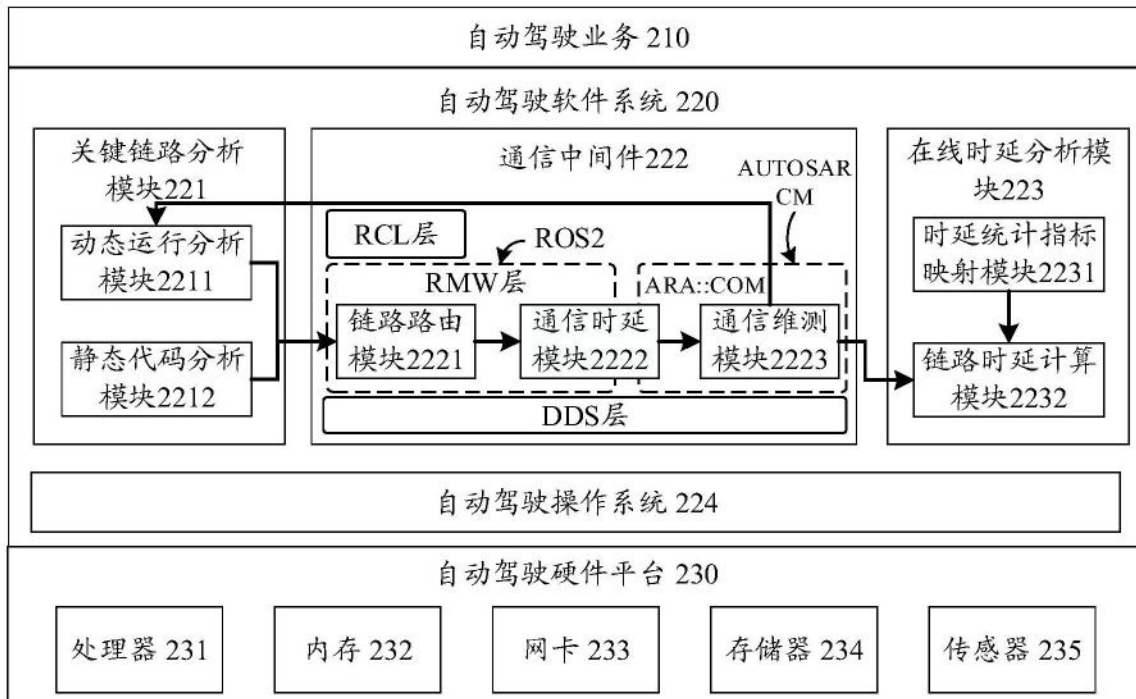 自动驾驶业务 210
自动驾驶软件系统 220
关键链路分析
模块221
动态运行分析
模块2211
静态代码分析
模块2212
通信中间件222
AUTOSAR
CM
RCL层
ROS2
RMW层
ARA::COM
链路路由
模块2221
通信时延
模块2222
通信维测
模块2223
DDS层
在线时延分析模
块223
时延统计指标
映射模块2231
链路时延计算
模块2232
自动驾驶操作系统 224
自动驾驶硬件平台 230
处理器 231
内存 232
网卡 233
存储器 234
传感器 235